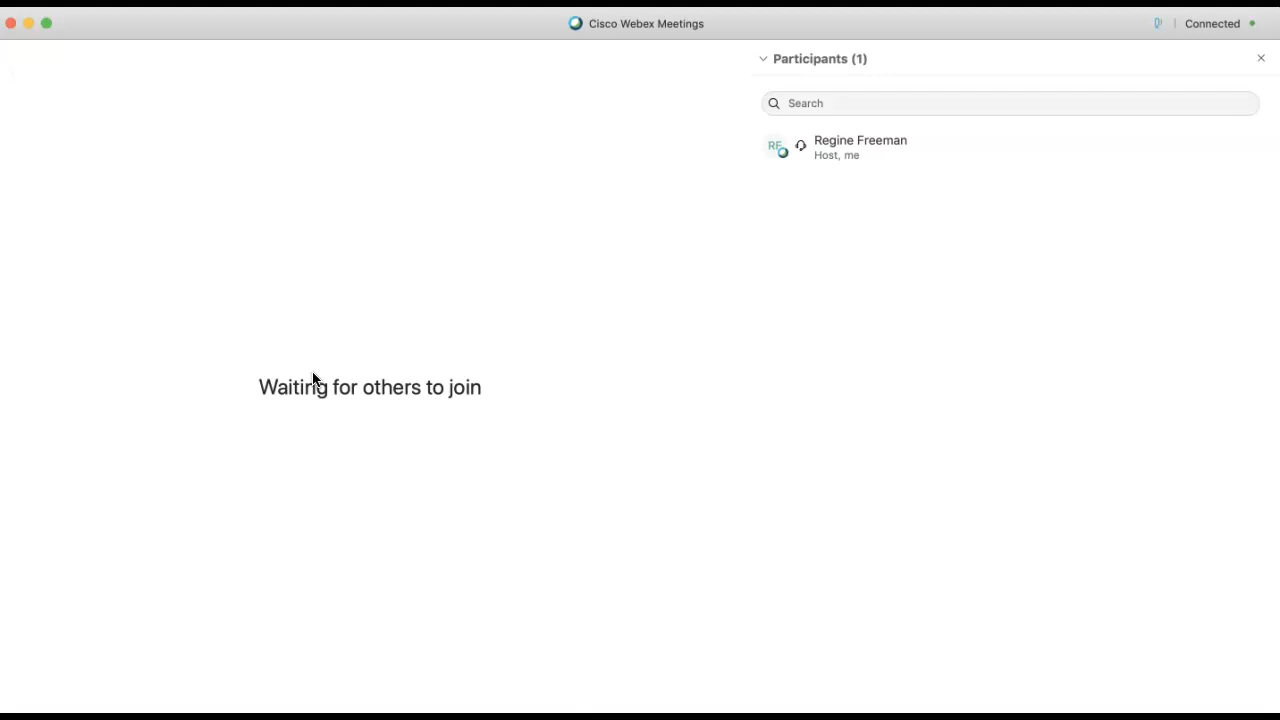 Cisco Webex Meetings
Connected
Participants (1)
Search
RF
Regine Freeman
Host, me
Waiting for others to join